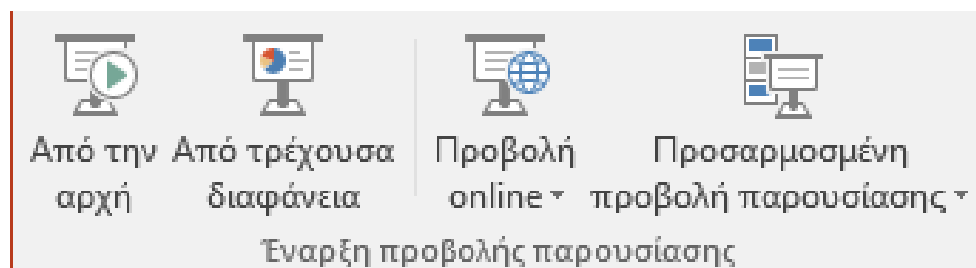 Από την Από τρέχουσα Προβολή Προσαρμοσμένη
αρχή διαφάνεια online προβολή παρουσίασης
Έναρξη προβολής παρουσίασης